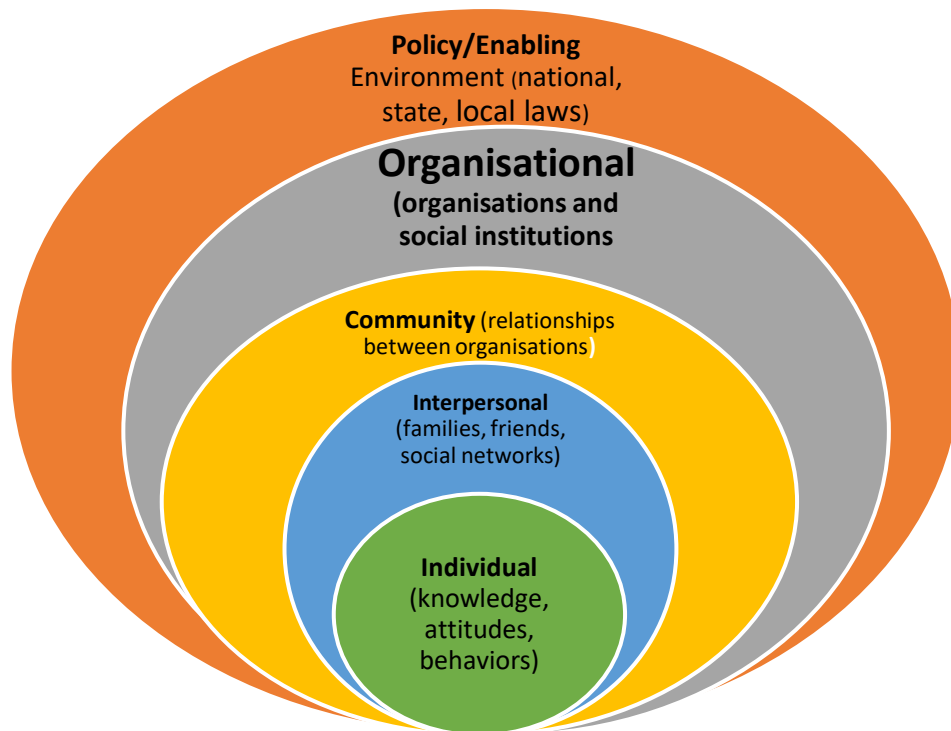 Policy/Enabling
Environment (national,
state, local laws)
Organisational
(organisations and
social institutions
Community (relationships
between organisations)
Interpersonal
(families, friends,
social networks)
Individual
(knowledge,
attitudes,
behaviors)